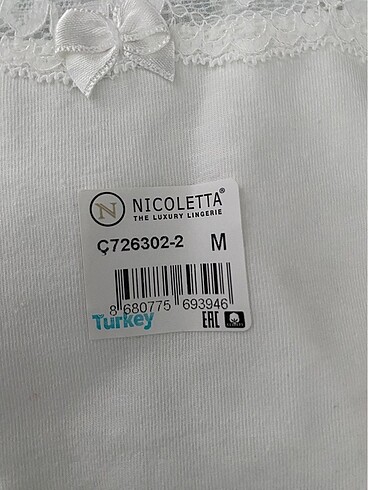 N NICOLETTA®
THE LUXURY LINGERIE
Ç726302-2 M
8 680775 693946
Turkey EAC